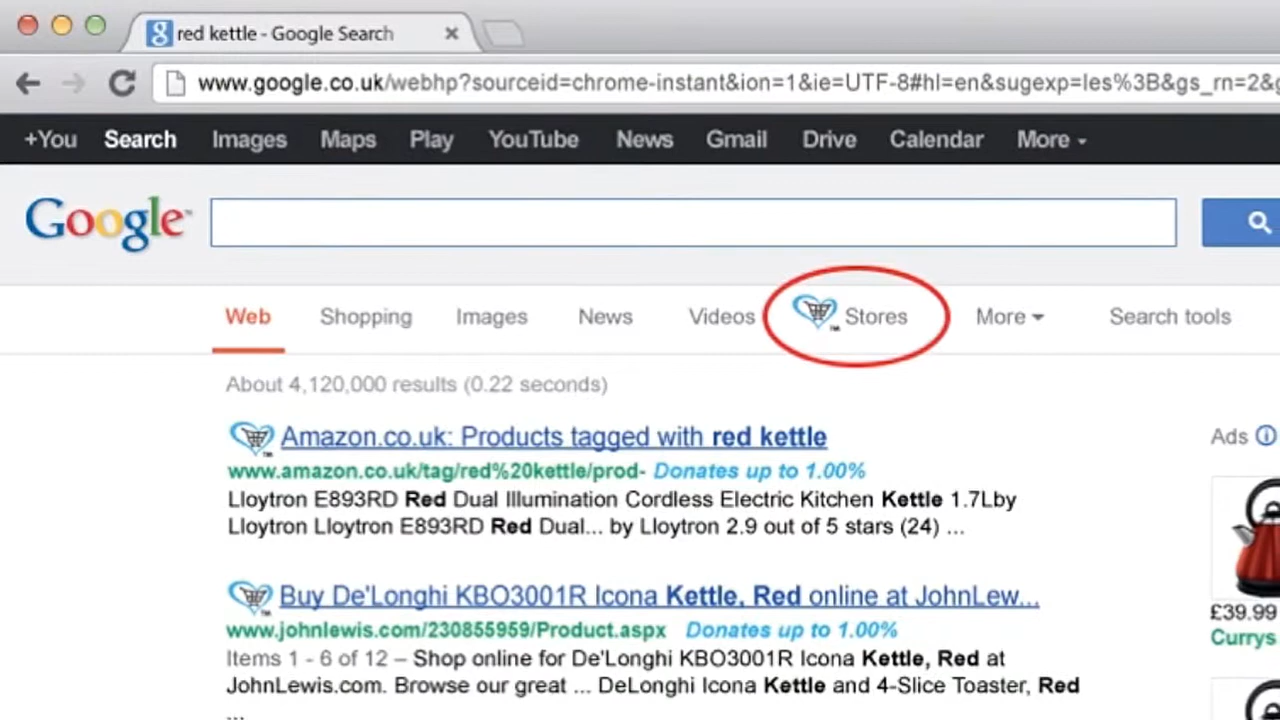 red kettle - Google Search
www.google.co.uk/webhp?sourceid=chrome-instant&ion=1&ie=UTF-8#hl=en&sugexp=les%3B&gs_rn=2&
+You Search Images Maps Play YouTube News Gmail Drive Calendar More
Google
Web Shopping Images News Videos Stores More Search tools
About 4,120,000 results (0.22 seconds)
Amazon.co.uk: Products tagged with red kettle
www.amazon.co.uk/tag/red%20kettle/prod- Donates up to 1.00%
Lloytron E893RD Red Dual Illumination Cordless Electric Kitchen Kettle 1.7Lby
Lloytron Lloytron E893RD Red Dual... by Lloytron 2.9 out of 5 stars (24) ...
Buy De'Longhi KBO3001R Icona Kettle, Red online at JohnLew...
www.johnlewis.com/230855959/Product.aspx Donates up to 1.00%
Items 1 - 6 of 12 – Shop online for De'Longhi KBO3001R Icona Kettle, Red at
JohnLewis.com. Browse our great ... DeLonghi Icona Kettle and 4-Slice Toaster, Red
...
Ads
£39.99
Currys